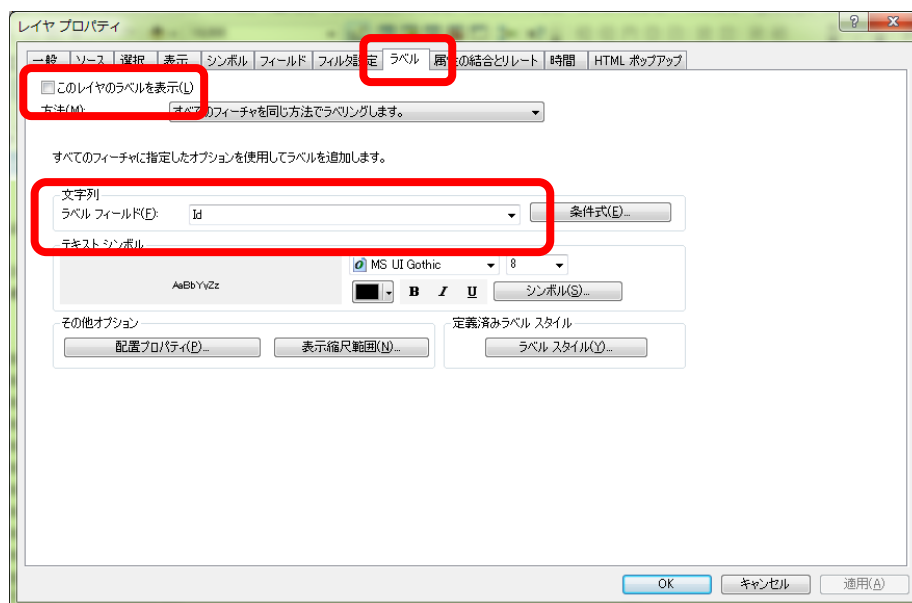 レイヤ プロパティ
一般 ソース 選択 表示 シンボル フィールド フィルタ設定 ラベル 属性の結合とリレート 時間 HTML ポップアップ
このレイヤのラベルを表示(L)
方法(M): すべてのフィーチャを同じ方法でラベリングします。
すべてのフィーチャに指定したオプションを使用してラベルを追加します。
文字列
ラベル フィールド(F): Id 条件式(E)...
テキスト シンボル
AaBbYyZz
MS UI Gothic 8
B I U シンボル(S)...
その他オプション 定義済みラベル スタイル
配置プロパティ(P)... 表示縮尺範囲(N)... ラベル スタイル(Y)...
OK キャンセル 適用(A)